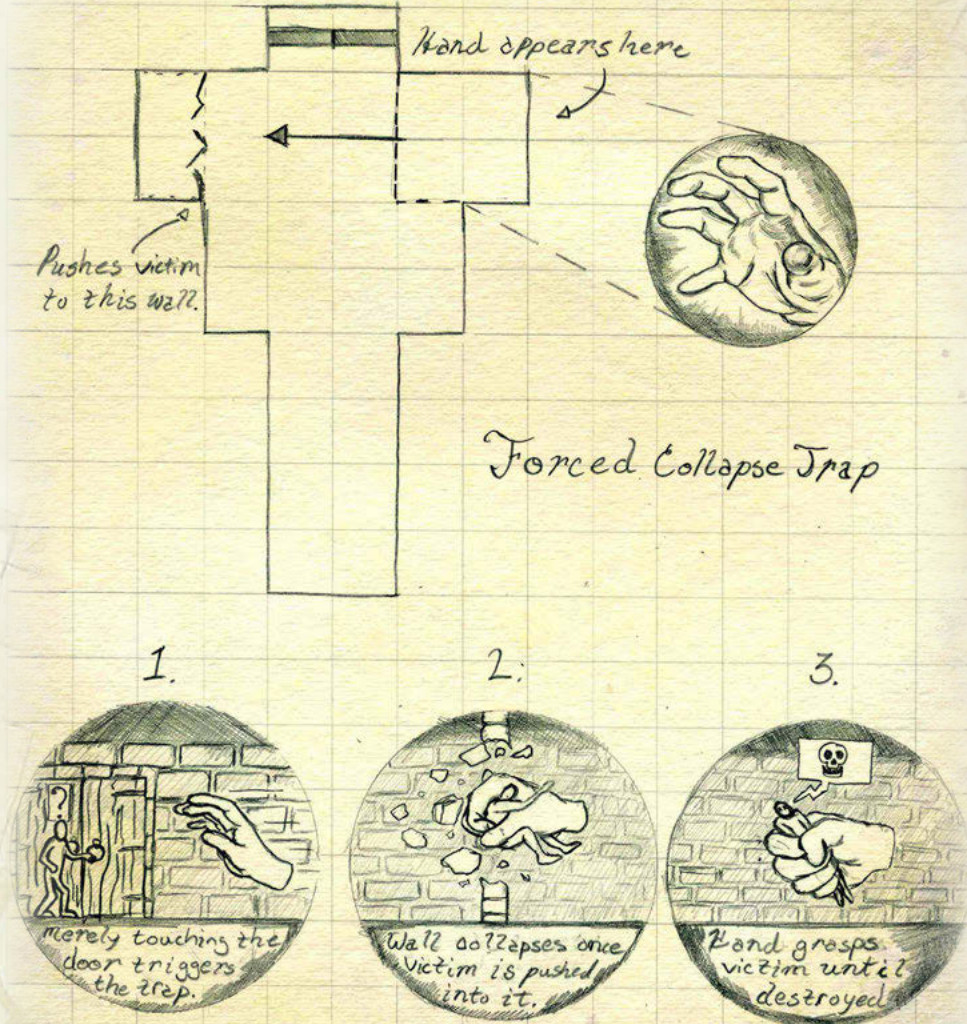 Hand appears here
Pushes victim
to this wall.
Forced Collapse Trap
1.
2.
3.
?
merely touching the
door triggers
the trap.
Wall collapses once
victim is pushed
into it.
Hand grasps
victim until
destroyed